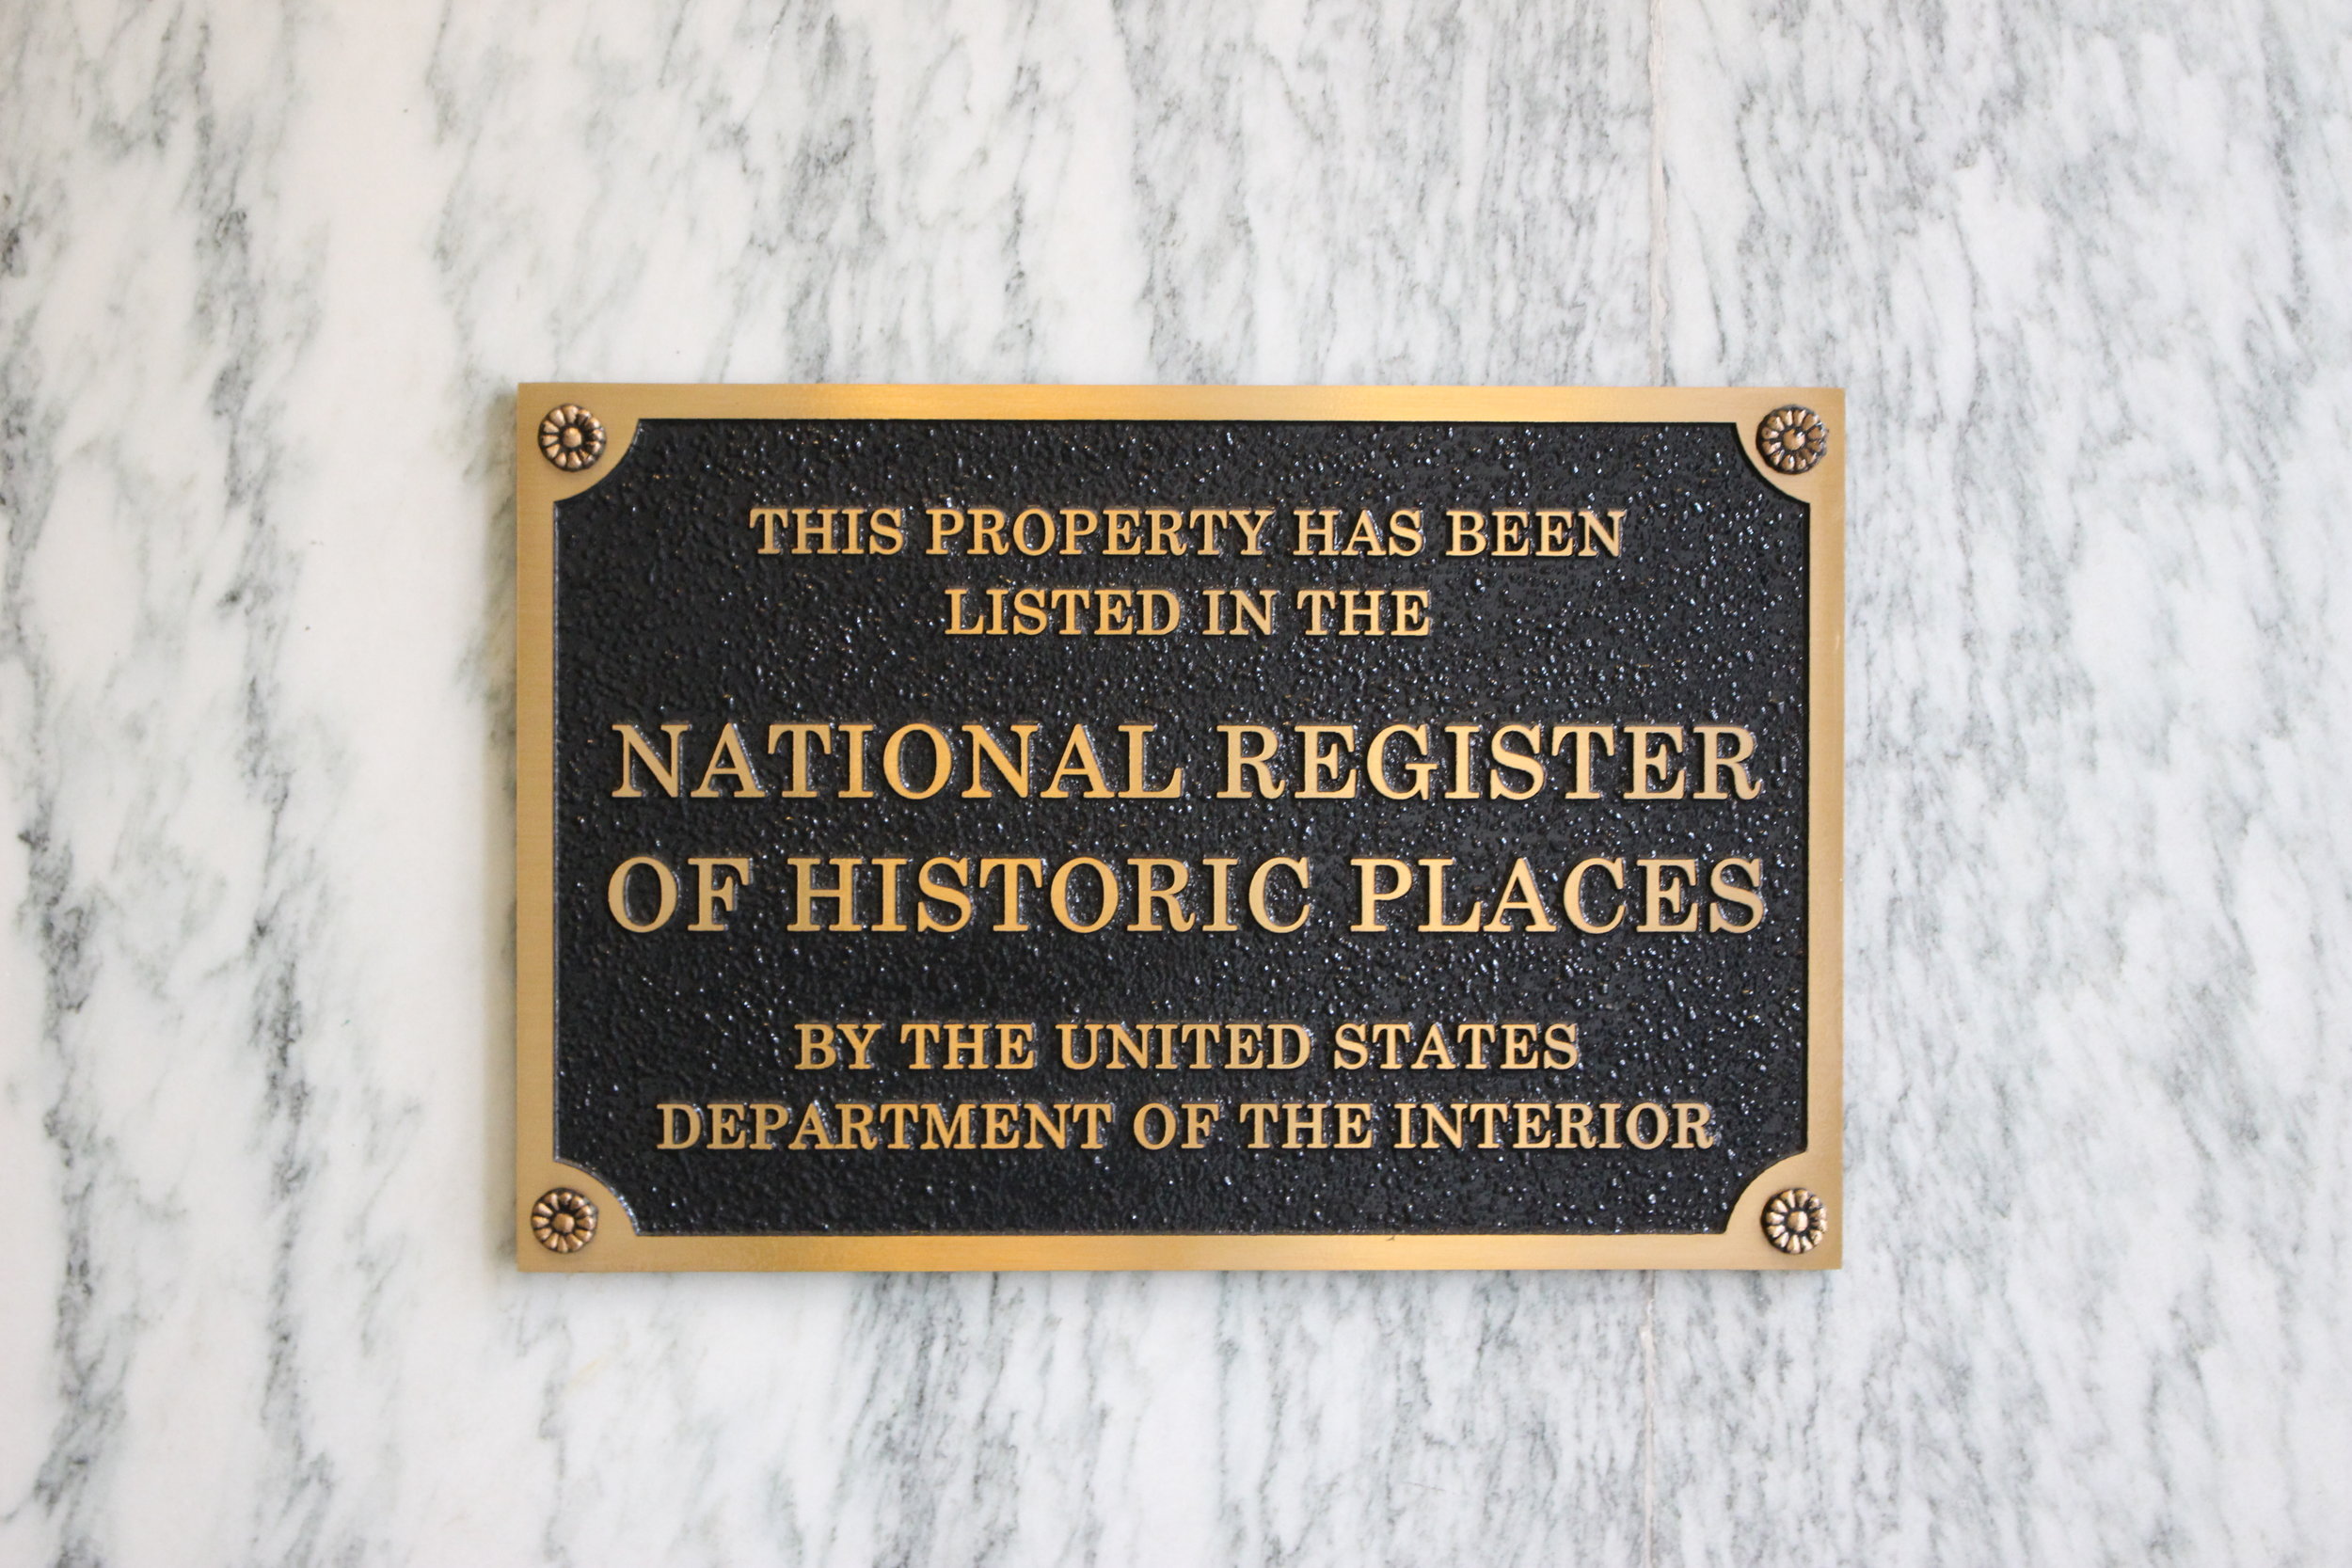 THIS PROPERTY HAS BEEN
LISTED IN THE
NATIONAL REGISTER
OF HISTORIC PLACES
BY THE UNITED STATES
DEPARTMENT OF THE INTERIOR